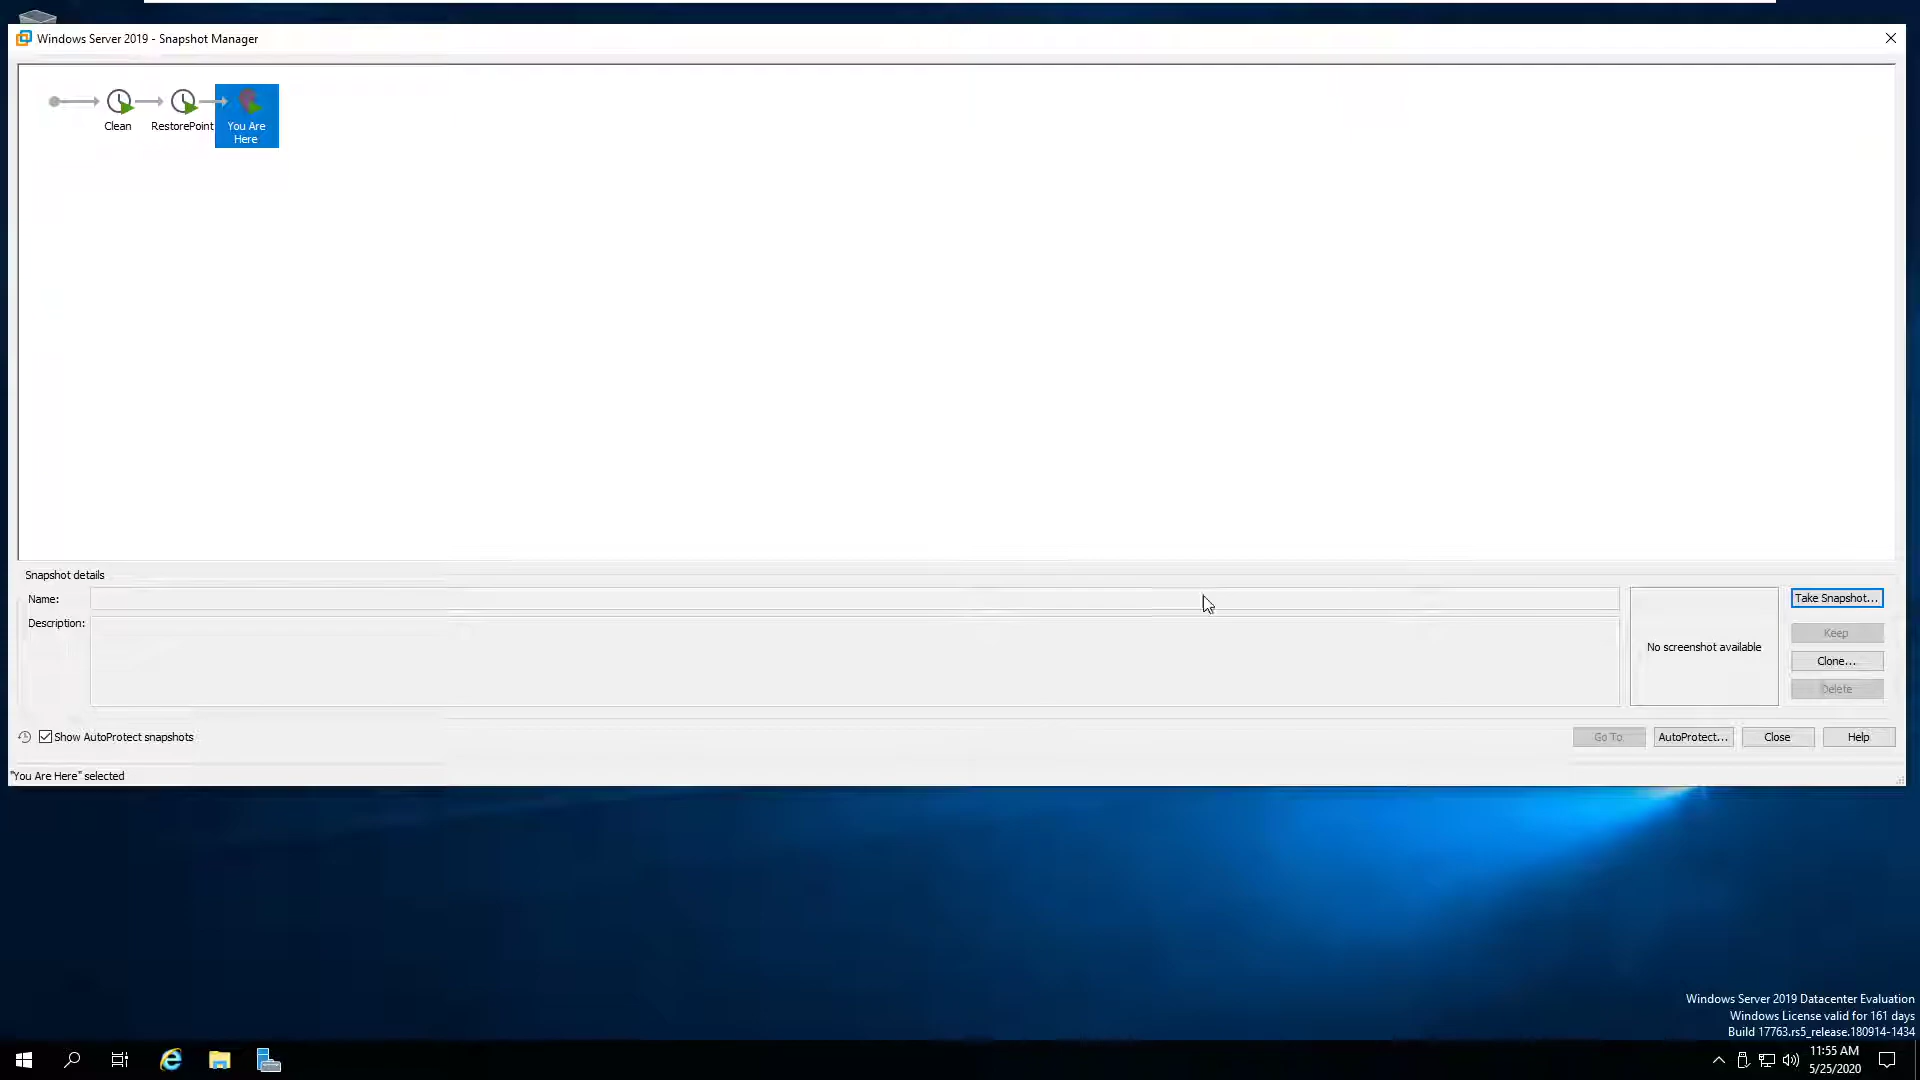 Windows Server 2019 - Snapshot Manager
Clean
RestorePoint
You Are
Here
Snapshot details
Name:
Take Snapshot...
Description:
Keep
No screenshot available
Clone...
Delete
Show AutoProtect snapshots
Go To
AutoProtect...
Close
Help
"You Are Here" selected
Windows Server 2019 Datacenter Evaluation
Windows License valid for 161 days
Build 17763.rs5_release.180914-1434
11:55 AM
5/25/2020